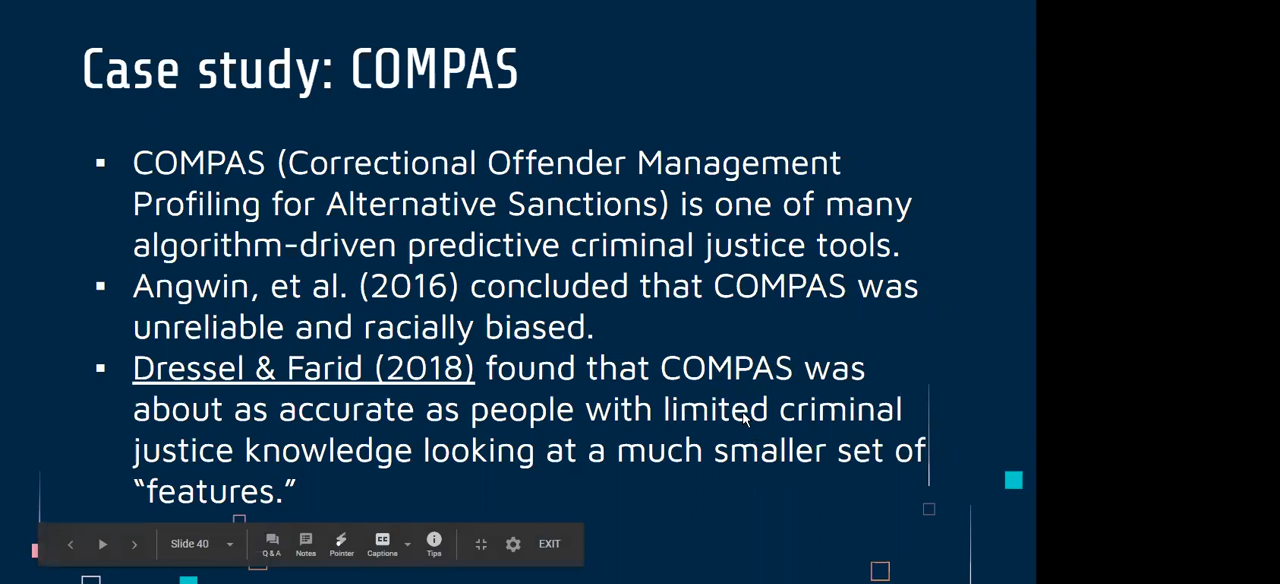 Case study: COMPAS
▪ COMPAS (Correctional Offender Management
Profiling for Alternative Sanctions) is one of many
algorithm-driven predictive criminal justice tools.
▪ Angwin, et al. (2016) concluded that COMPAS was
unreliable and racially biased.
▪ Dressel & Farid (2018) found that COMPAS was
about as accurate as people with limited criminal
justice knowledge looking at a much smaller set of
“features.”
Slide 40 Q & A Notes Pointer CC Captions Tips EXIT